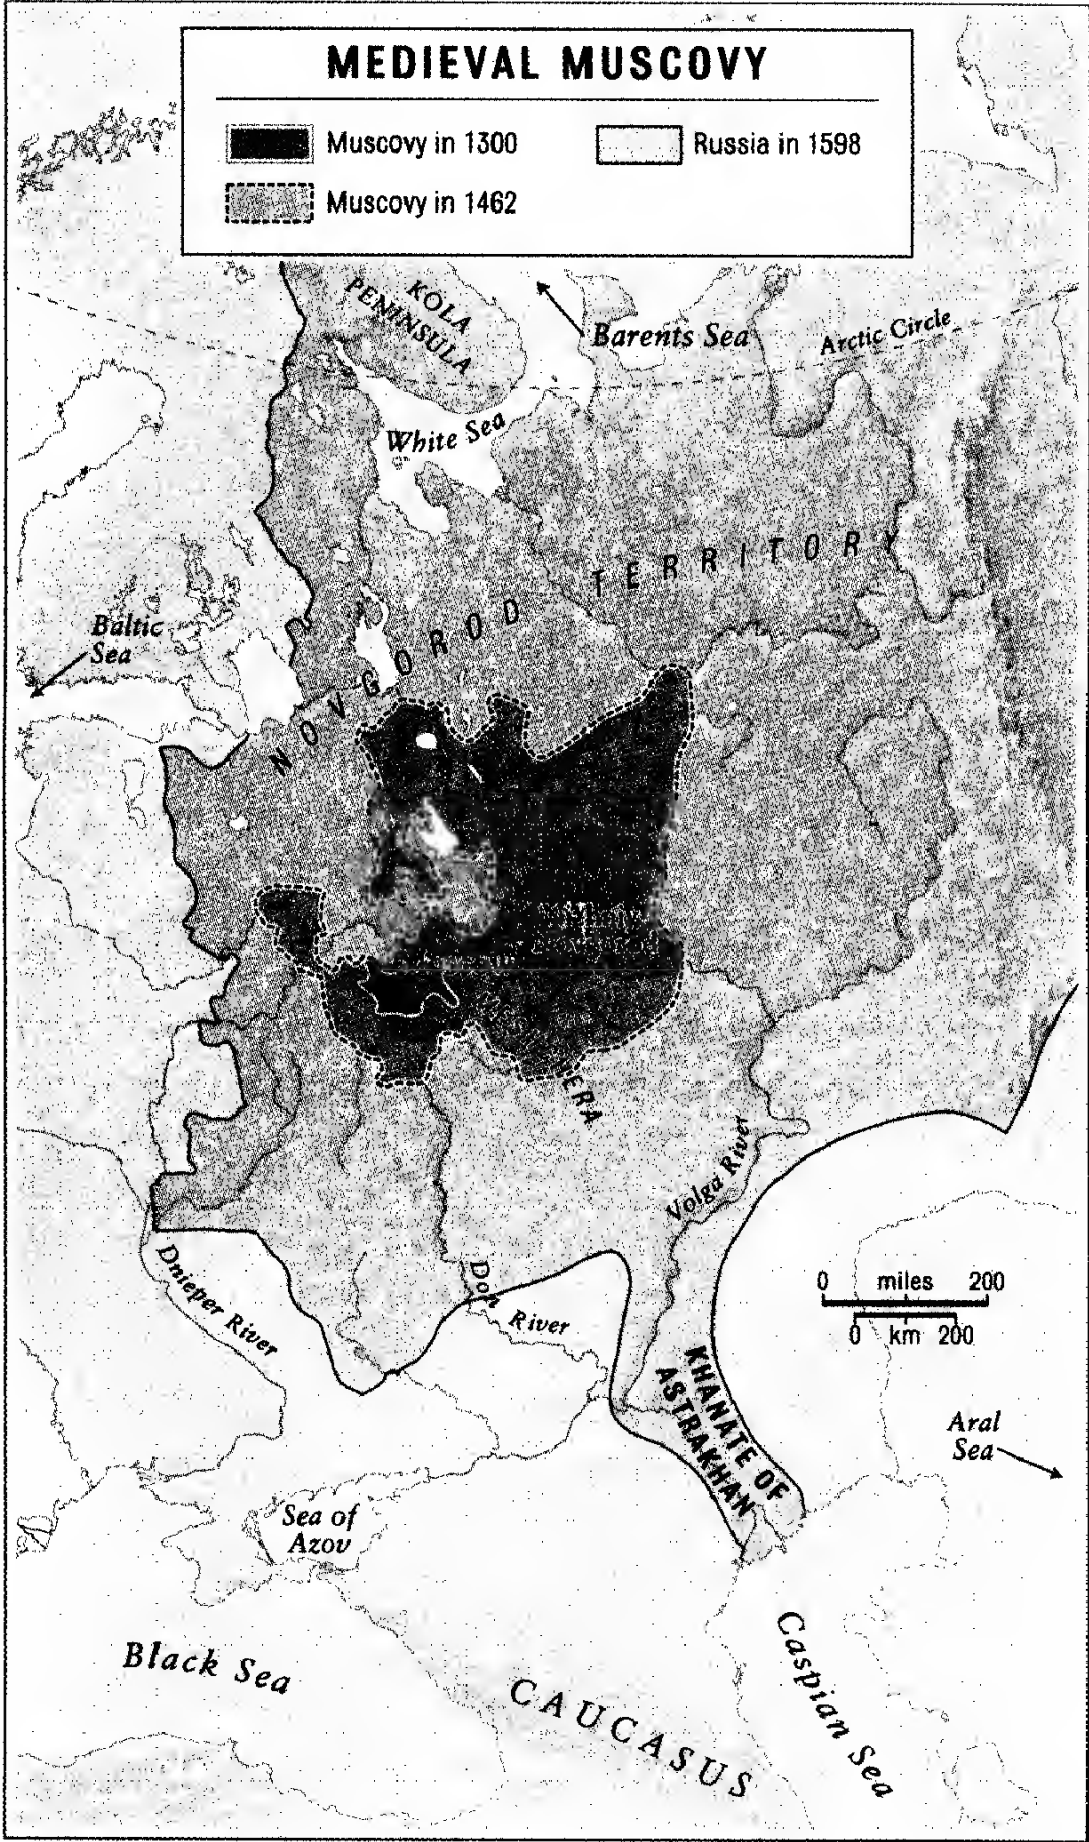 MEDIEVAL MUSCOVY
Muscovy in 1300
Russia in 1598
Muscovy in 1462
KOLA
PENINSULA
Barents Sea
Arctic Circle
White Sea
NOVGOROD TERRITORY
Baltic
Sea
ERA
Volga River
Dnieper River
Don River
0 miles 200
0 km 200
KHANATE OF
ASTRAKHAN
Aral
Sea
Sea of
Azov
Black Sea
CAUCASUS
Caspian Sea